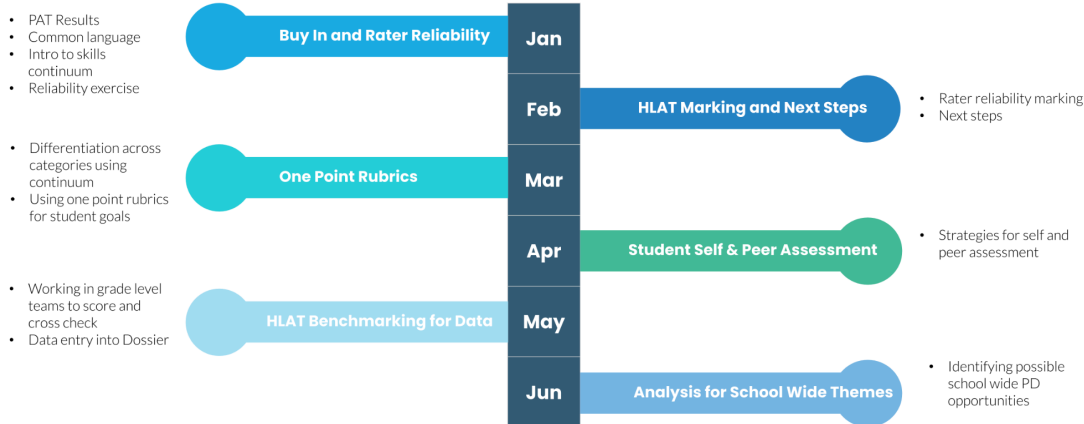 • PAT Results
• Common language
• Intro to skills
continuum
• Reliability exercise
Buy In and Rater Reliability
Jan
Feb
HLAT Marking and Next Steps
• Rater reliability marking
• Next steps
• Differentiation across
categories using
continuum
• Using one point rubrics
for student goals
One Point Rubrics
Mar
Apr
Student Self & Peer Assessment
• Strategies for self and
peer assessment
• Working in grade level
teams to score and
cross check
• Data entry into Dossier
HLAT Benchmarking for Data
May
Jun
Analysis for School Wide Themes
• Identifying possible
school wide PD
opportunities